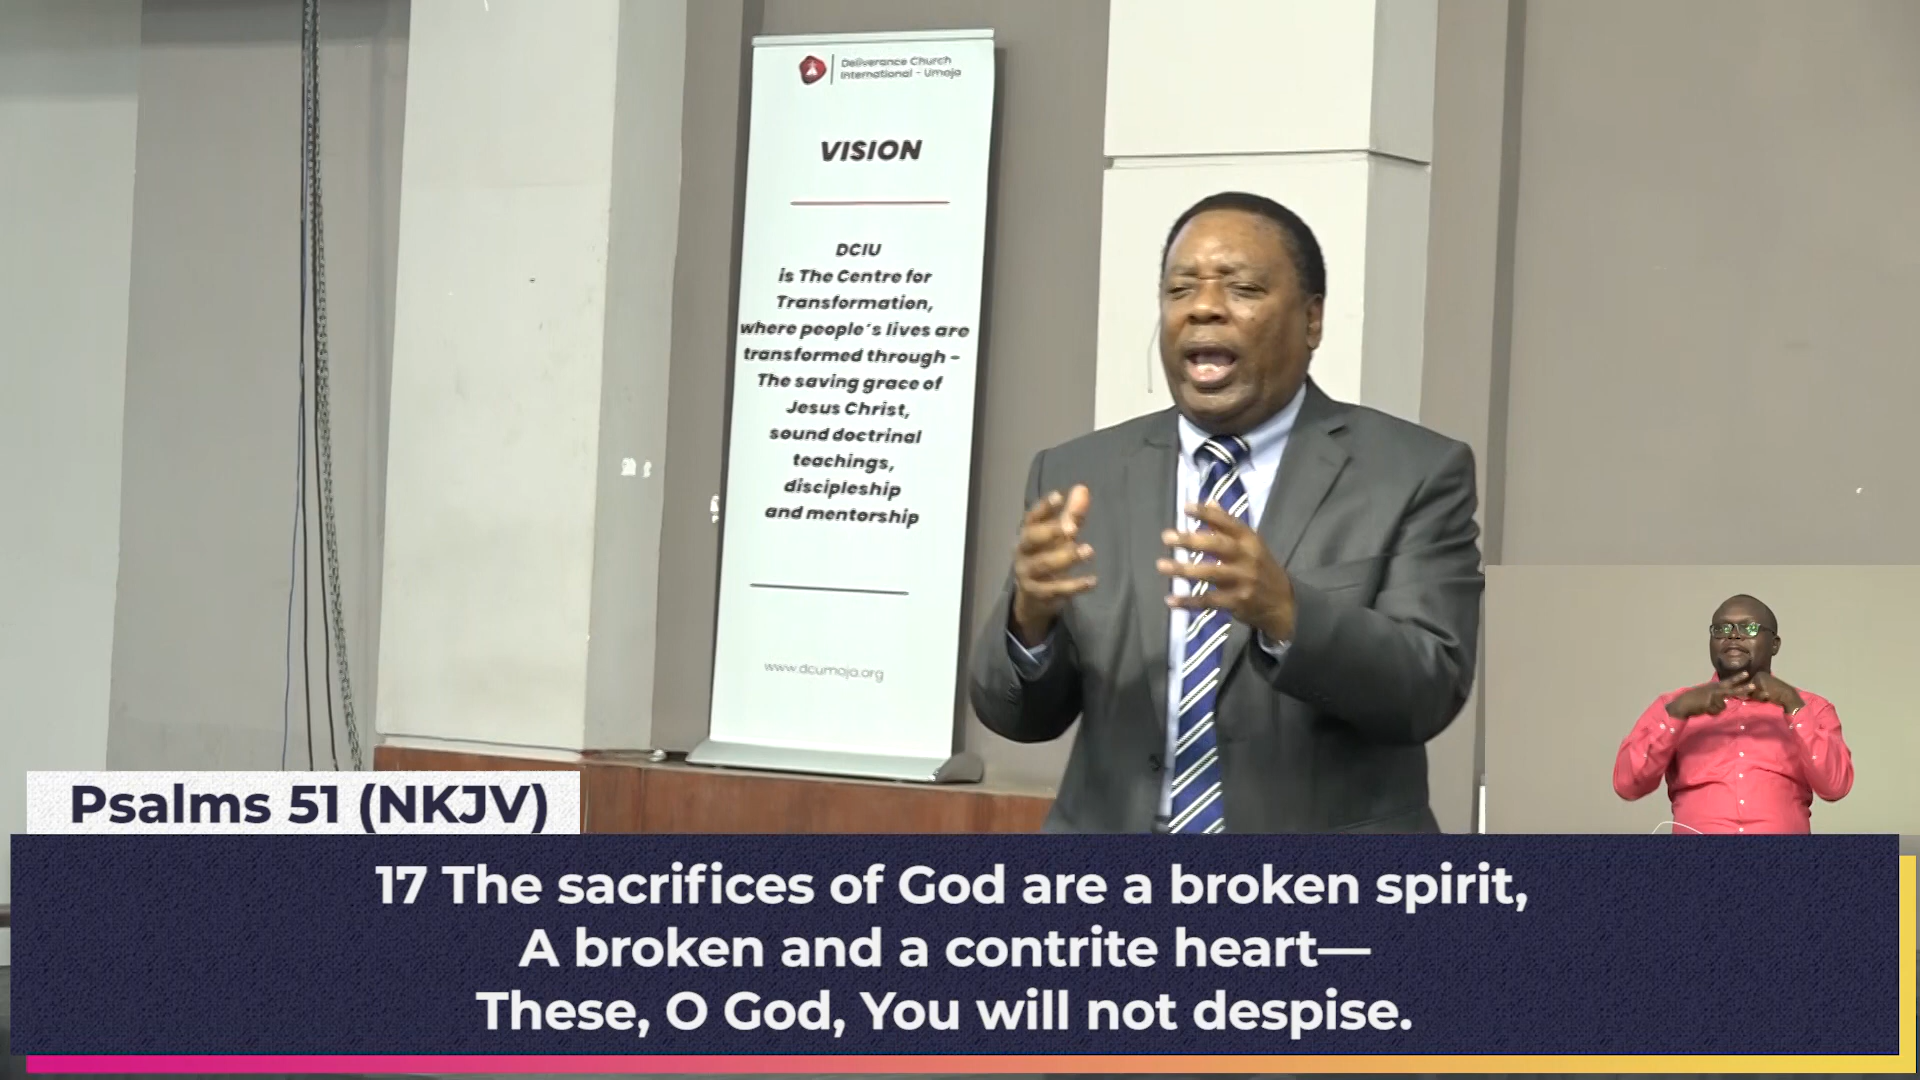 Deliverance Church
International - Umoja
VISION
DCIU
is The Centre for
Transformation,
where people's lives are
transformed through -
The saving grace of
Jesus Christ,
sound doctrinal
teachings,
discipleship
and mentorship
www.dcumoja.org
Psalms 51 (NKJV)
17 The sacrifices of God are a broken spirit,
A broken and a contrite heart—
These, O God, You will not despise.